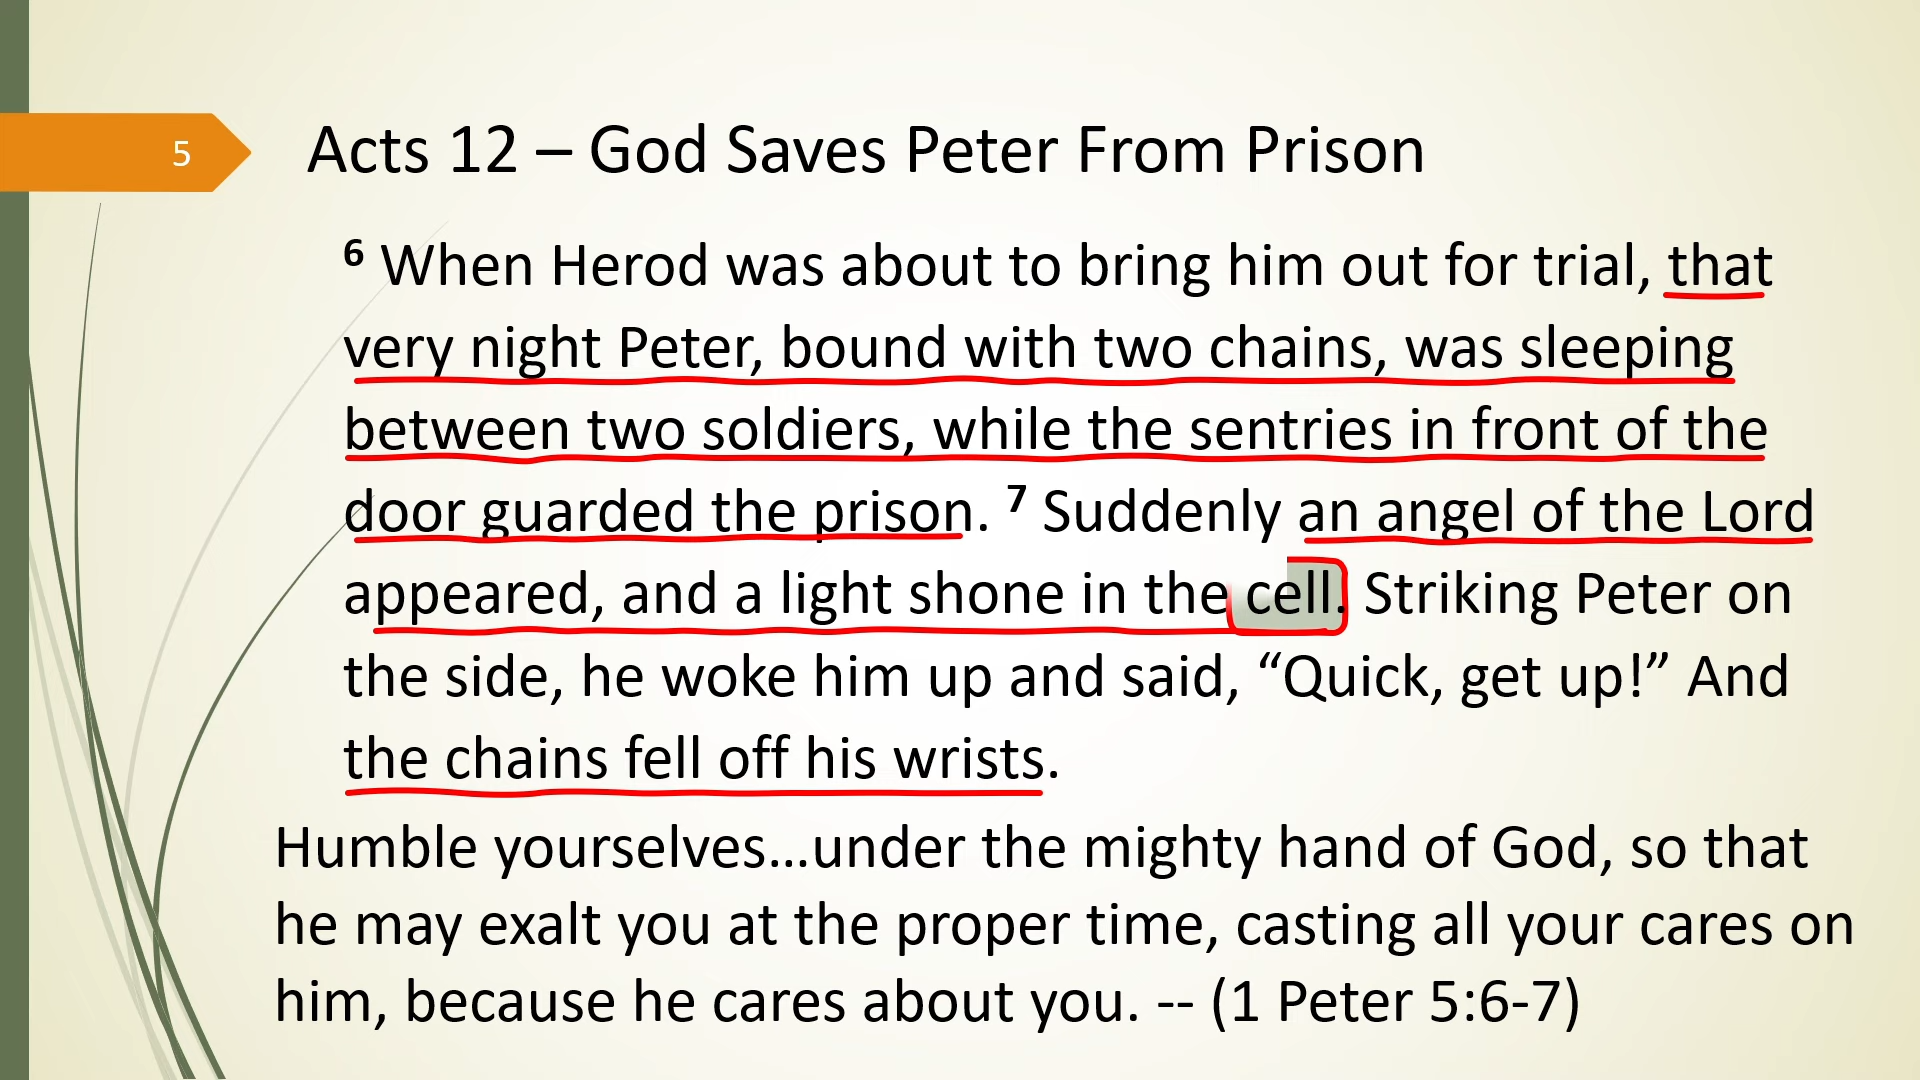 5
Acts 12 – God Saves Peter From Prison
⁶ When Herod was about to bring him out for trial, that
very night Peter, bound with two chains, was sleeping
between two soldiers, while the sentries in front of the
door guarded the prison. ⁷ Suddenly an angel of the Lord
appeared, and a light shone in the cell. Striking Peter on
the side, he woke him up and said, “Quick, get up!” And
the chains fell off his wrists.
Humble yourselves…under the mighty hand of God, so that
he may exalt you at the proper time, casting all your cares on
him, because he cares about you. -- (1 Peter 5:6-7)